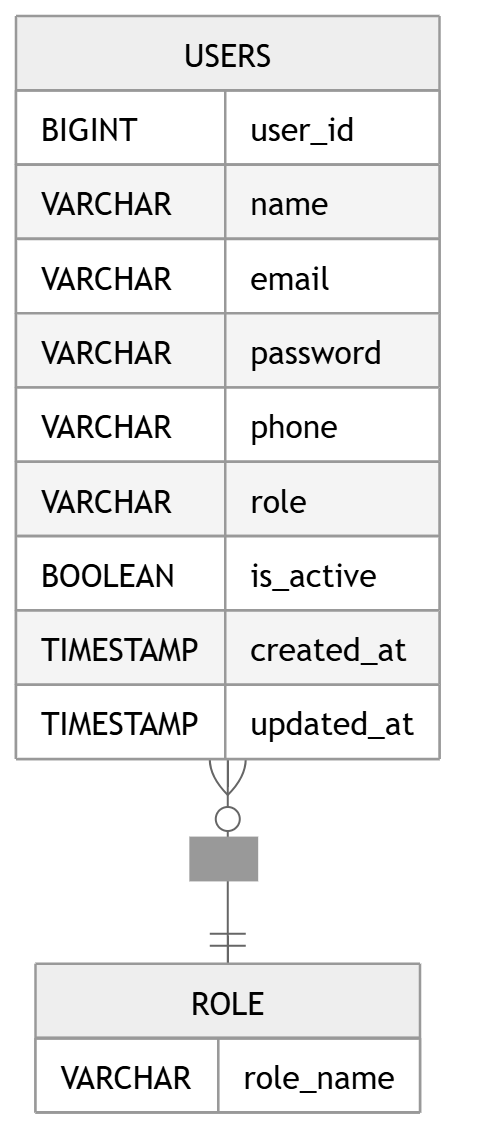 USERS
BIGINT user_id
VARCHAR name
VARCHAR email
VARCHAR password
VARCHAR phone
VARCHAR role
BOOLEAN is_active
TIMESTAMP created_at
TIMESTAMP updated_at
ROLE
VARCHAR role_name